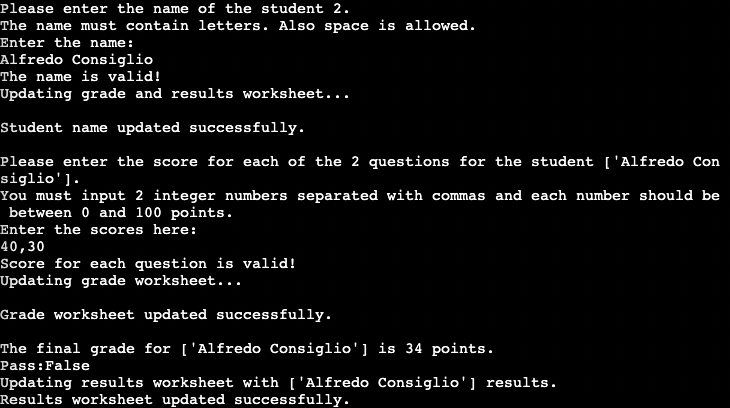 Please enter the name of the student 2.
The name must contain letters. Also space is allowed.
Enter the name:
Alfredo Consiglio
The name is valid!
Updating grade and results worksheet...
Student name updated successfully.
Please enter the score for each of the 2 questions for the student ['Alfredo Con
siglio'].
You must input 2 integer numbers separated with commas and each number should be
 between 0 and 100 points.
Enter the scores here:
40,30
Score for each question is valid!
Updating grade worksheet...
Grade worksheet updated successfully.
The final grade for ['Alfredo Consiglio'] is 34 points.
Pass:False
Updating results worksheet with ['Alfredo Consiglio'] results.
Results worksheet updated successfully.